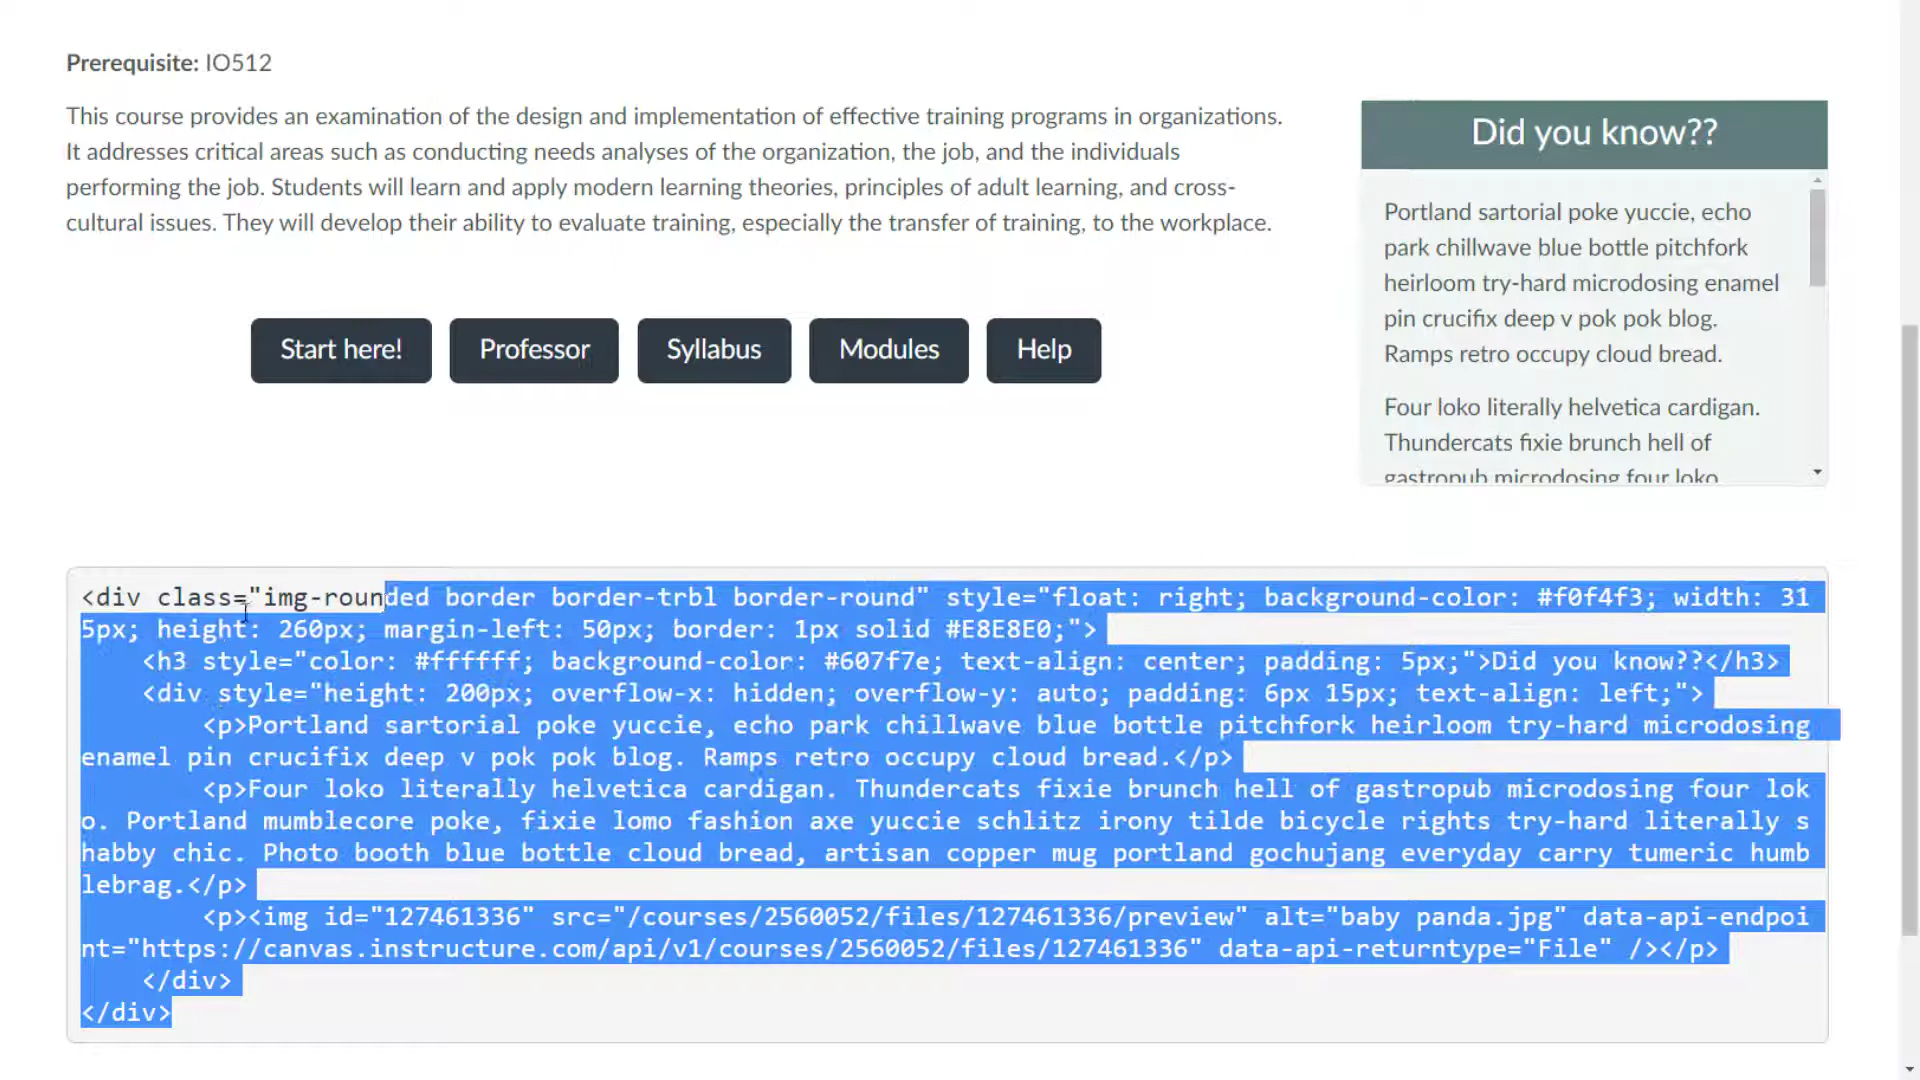 Prerequisite: IO512
This course provides an examination of the design and implementation of effective training programs in organizations.
It addresses critical areas such as conducting needs analyses of the organization, the job, and the individuals
performing the job. Students will learn and apply modern learning theories, principles of adult learning, and cross-
cultural issues. They will develop their ability to evaluate training, especially the transfer of training, to the workplace.
Start here!
Professor
Syllabus
Modules
Help
Did you know??
Portland sartorial poke yuccie, echo
park chillwave blue bottle pitchfork
heirloom try-hard microdosing enamel
pin crucifix deep v pok pok blog.
Ramps retro occupy cloud bread.
Four loko literally helvetica cardigan.
Thundercats fixie brunch hell of
gastropub microdosing four loko
<div class="img-rounded border border-trbl border-round" style="float: right; background-color: #f0f4f3; width: 31
5px; height: 260px; margin-left: 50px; border: 1px solid #E8E8E0;">
<h3 style="color: #ffffff; background-color: #607f7e; text-align: center; padding: 5px;">Did you know??</h3>
<div style="height: 200px; overflow-x: hidden; overflow-y: auto; padding: 6px 15px; text-align: left;">
<p>Portland sartorial poke yuccie, echo park chillwave blue bottle pitchfork heirloom try-hard microdosing
enamel pin crucifix deep v pok pok blog. Ramps retro occupy cloud bread.</p>
<p>Four loko literally helvetica cardigan. Thundercats fixie brunch hell of gastropub microdosing four lok
o. Portland mumblecore poke, fixie lomo fashion axe yuccie schlitz irony tilde bicycle rights try-hard literally s
habby chic. Photo booth blue bottle cloud bread, artisan copper mug portland gochujang everyday carry tumeric humb
lebrag.</p>
<p><img id="127461336" src="/courses/2560052/files/127461336/preview" alt="baby panda.jpg" data-api-endpoi
nt="https://canvas.instructure.com/api/v1/courses/2560052/files/127461336" data-api-returntype="File" /></p>
</div>
</div>